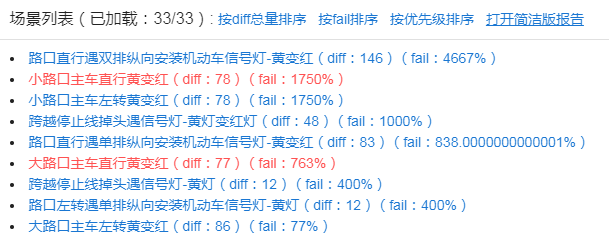 场景列表（已加载：33/33）: 按diff总量排序 按fail排序 按优先级排序 打开简洁版报告
路口直行遇双排纵向安装机动车信号灯-黄变红（diff：146）（fail：4667%）
小路口主车直行黄变红（diff：78）（fail：1750%）
小路口主车左转黄变红（diff：78）（fail：1750%）
跨越停止线掉头遇信号灯-黄灯变红灯（diff：48）（fail：1000%）
路口直行遇单排纵向安装机动车信号灯-黄变红（diff：83）（fail：838.0000000000001%）
大路口主车直行黄变红（diff：77）（fail：763%）
跨越停止线掉头遇信号灯-黄灯（diff：12）（fail：400%）
路口左转遇单排纵向安装机动车信号灯-黄灯（diff：12）（fail：400%）
大路口主车左转黄变红（diff：86）（fail：77%）